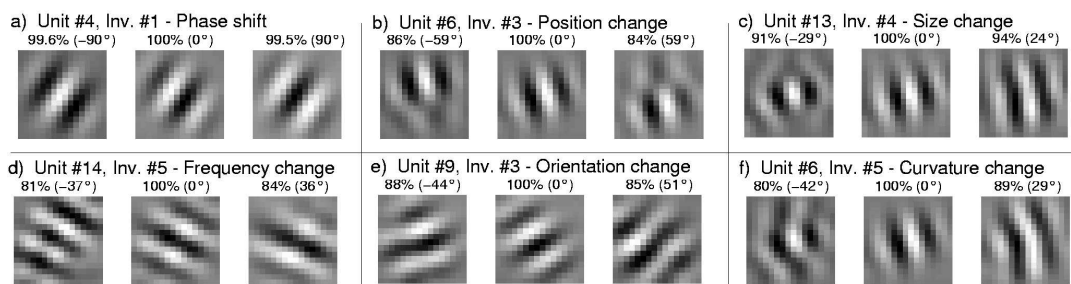 a) Unit #4, Inv. #1 - Phase shift
99.6% (−90°) 100% (0°) 99.5% (90°)
b) Unit #6, Inv. #3 - Position change
86% (−59°) 100% (0°) 84% (59°)
c) Unit #13, Inv. #4 - Size change
91% (−29°) 100% (0°) 94% (24°)
d) Unit #14, Inv. #5 - Frequency change
81% (−37°) 100% (0°) 84% (36°)
e) Unit #9, Inv. #3 - Orientation change
88% (−44°) 100% (0°) 85% (51°)
f) Unit #6, Inv. #5 - Curvature change
80% (−42°) 100% (0°) 89% (29°)